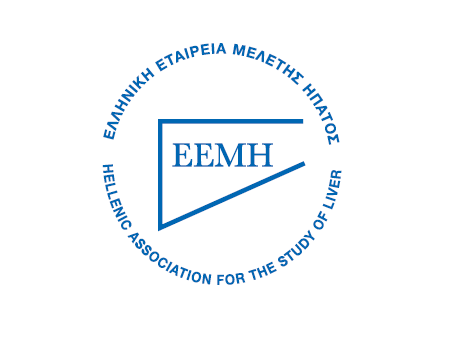 ΕΛΛΗΝΙΚΗ ΕΤΑΙΡΕΙΑ ΜΕΛΕΤΗΣ ΗΠΑΤΟΣ
ΕΕΜΗ
HELLENIC ASSOCIATION FOR THE STUDY OF LIVER